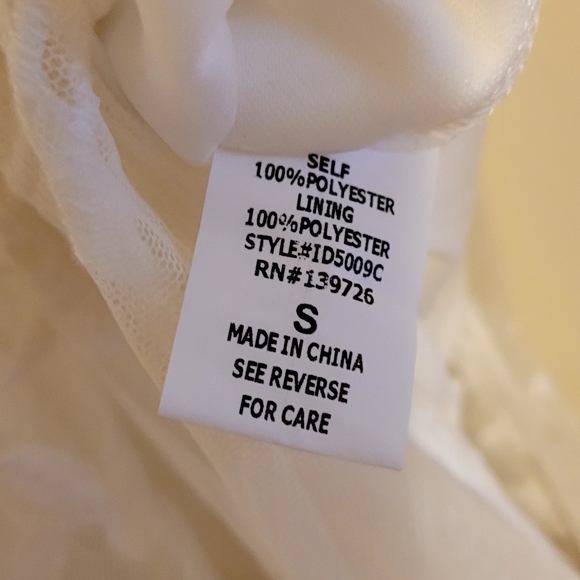 SELF
100%POLYESTER
LINING
100%POLYESTER
STYLE#ID5009C
RN#139726
S
MADE IN CHINA
SEE REVERSE
FOR CARE